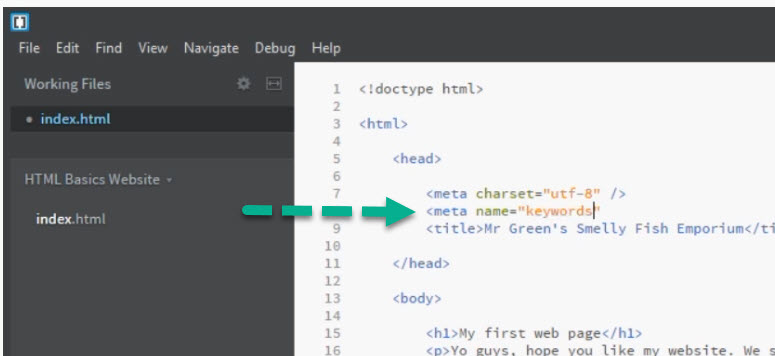 File Edit Find View Navigate Debug Help
Working Files
index.html
HTML Basics Website
index.html
1 <!doctype html>
2
3 <html>
4
5 <head>
6
7 <meta charset="utf-8" />
<meta name="keywords"
9 <title>Mr Green's Smelly Fish Emporium</ti
10
11 </head>
12
13 <body>
14
15 <h1>My first web page</h1>
16 <p>Yo guys, hope you like my website. We s